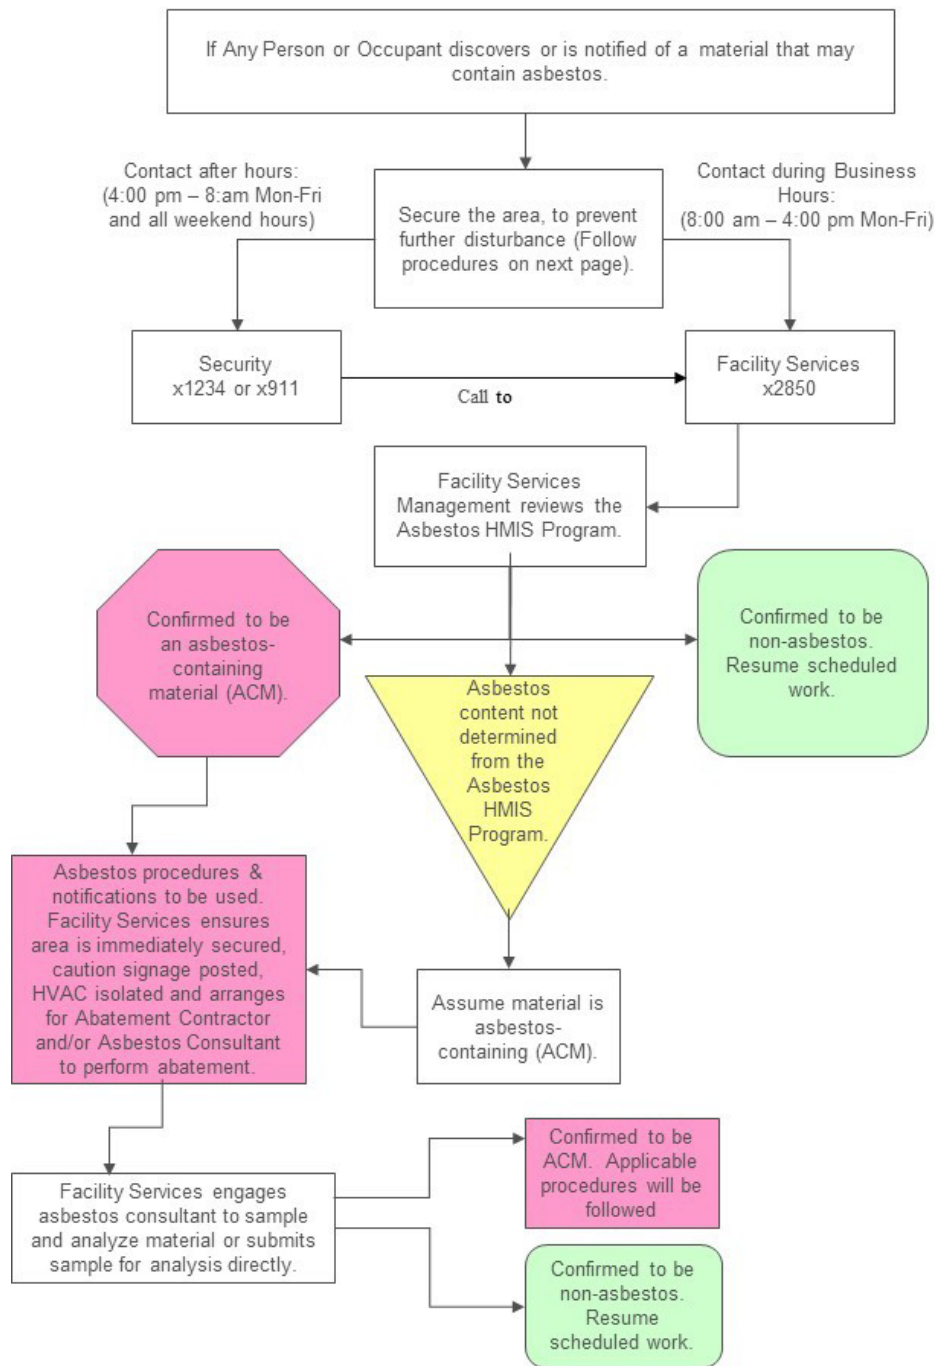 If Any Person or Occupant discovers or is notified of a material that may
contain asbestos.
Contact after hours:
(4:00 pm – 8:am Mon-Fri
and all weekend hours)
Secure the area, to prevent
further disturbance (Follow
procedures on next page).
Contact during Business
Hours:
(8:00 am – 4:00 pm Mon-Fri)
Security
x1234 or x911
Call to
Facility Services
x2850
Facility Services
Management reviews the
Asbestos HMIS Program.
Confirmed to be
an asbestos-
containing
material (ACM).
Asbestos
content not
determined
from the
Asbestos
HMIS
Program.
Confirmed to be
non-asbestos.
Resume scheduled
work.
Asbestos procedures &
notifications to be used.
Facility Services ensures
area is immediately secured,
caution signage posted,
HVAC isolated and arranges
for Abatement Contractor
and/or Asbestos Consultant
to perform abatement.
Assume material is
asbestos-
containing (ACM).
Facility Services engages
asbestos consultant to sample
and analyze material or submits
sample for analysis directly.
Confirmed to be
ACM. Applicable
procedures will be
followed
Confirmed to be
non-asbestos.
Resume
scheduled work.